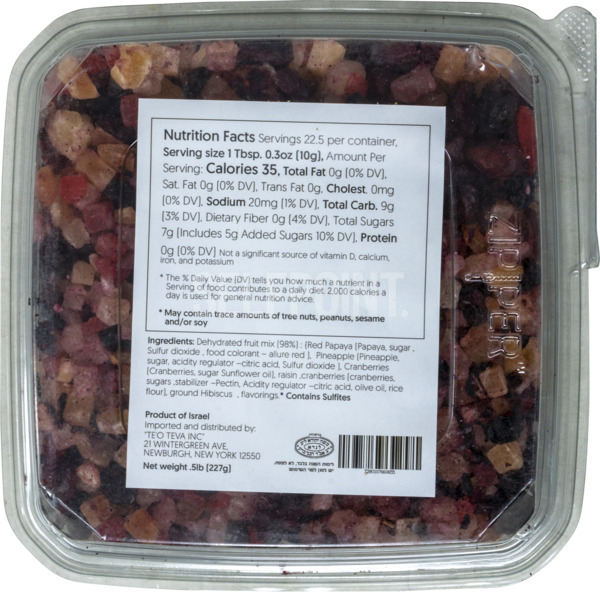 Nutrition Facts Servings 22.5 per container,
Serving size 1 Tbsp. 0.3oz (10g), Amount Per
Serving: Calories 35, Total Fat 0g (0% DV),
Sat. Fat 0g (0% DV), Trans Fat 0g, Cholest. 0mg
(0% DV), Sodium 20mg (1% DV), Total Carb. 9g
(3% DV), Dietary Fiber 0g (4% DV), Total Sugars
7g (Includes 5g Added Sugars 10% DV), Protein
0g (0% DV) Not a significant source of vitamin D, calcium,
iron, and potassium
* The % Daily Value (DV) tells you how much a nutrient in a
Serving of food contributes to a daily diet. 2,000 calories a
day is used for general nutrition advice.
* May contain trace amounts of tree nuts, peanuts, sesame
and/or soy
Ingredients: Dehydrated fruit mix (98%) : (Red Papaya [Papaya, sugar ,
Sulfur dioxide , food colorant – allure red ], Pineapple (Pineapple,
sugar, acidity regulator –citric acid, Sulfur dioxide ), Cranberries
[Cranberries, sugar Sunflower oil], raisin ,cranberries [cranberries,
sugars ,stabilizer –Pectin, Acidity regulator –citric acid, olive oil, rice
flour], ground Hibiscus , flavorings.* Contains Sulfites
Product of Israel
Imported and distributed by:
"TE'O TEVA INC"
21 WINTERGREEN AVE,
NEWBURGH, NEW YORK 12550
Net weight .5lb [227g]
ZIPPER